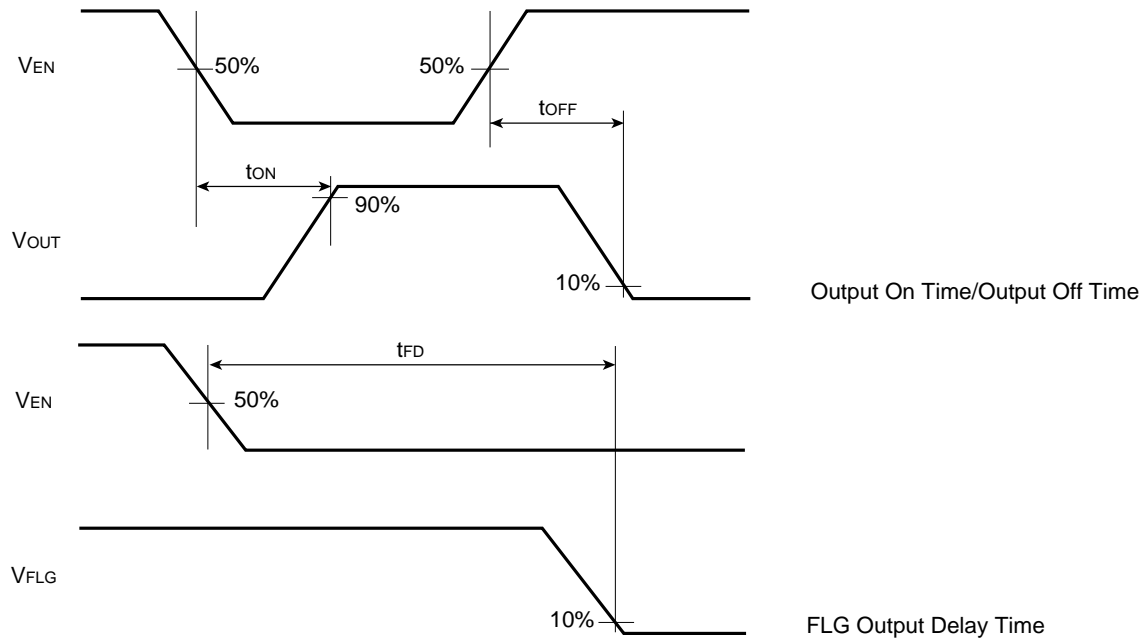 VEN
50%
50%
tOFF
tON
90%
VOUT
10%
Output On Time/Output Off Time
tFD
VEN
50%
VFLG
10%
FLG Output Delay Time